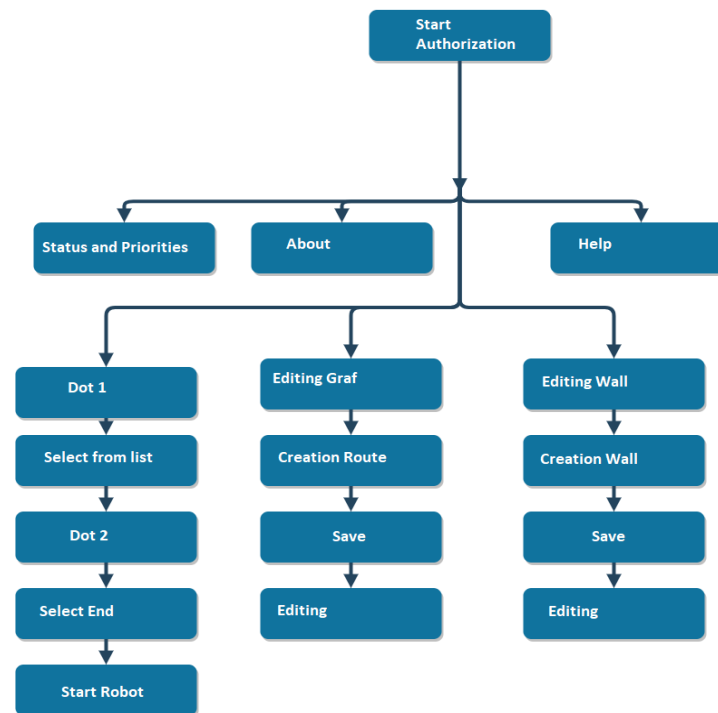 Start
Authorization
Status and Priorities
About
Help
Dot 1
Editing Graf
Editing Wall
Select from list
Creation Route
Creation Wall
Dot 2
Save
Save
Select End
Editing
Editing
Start Robot